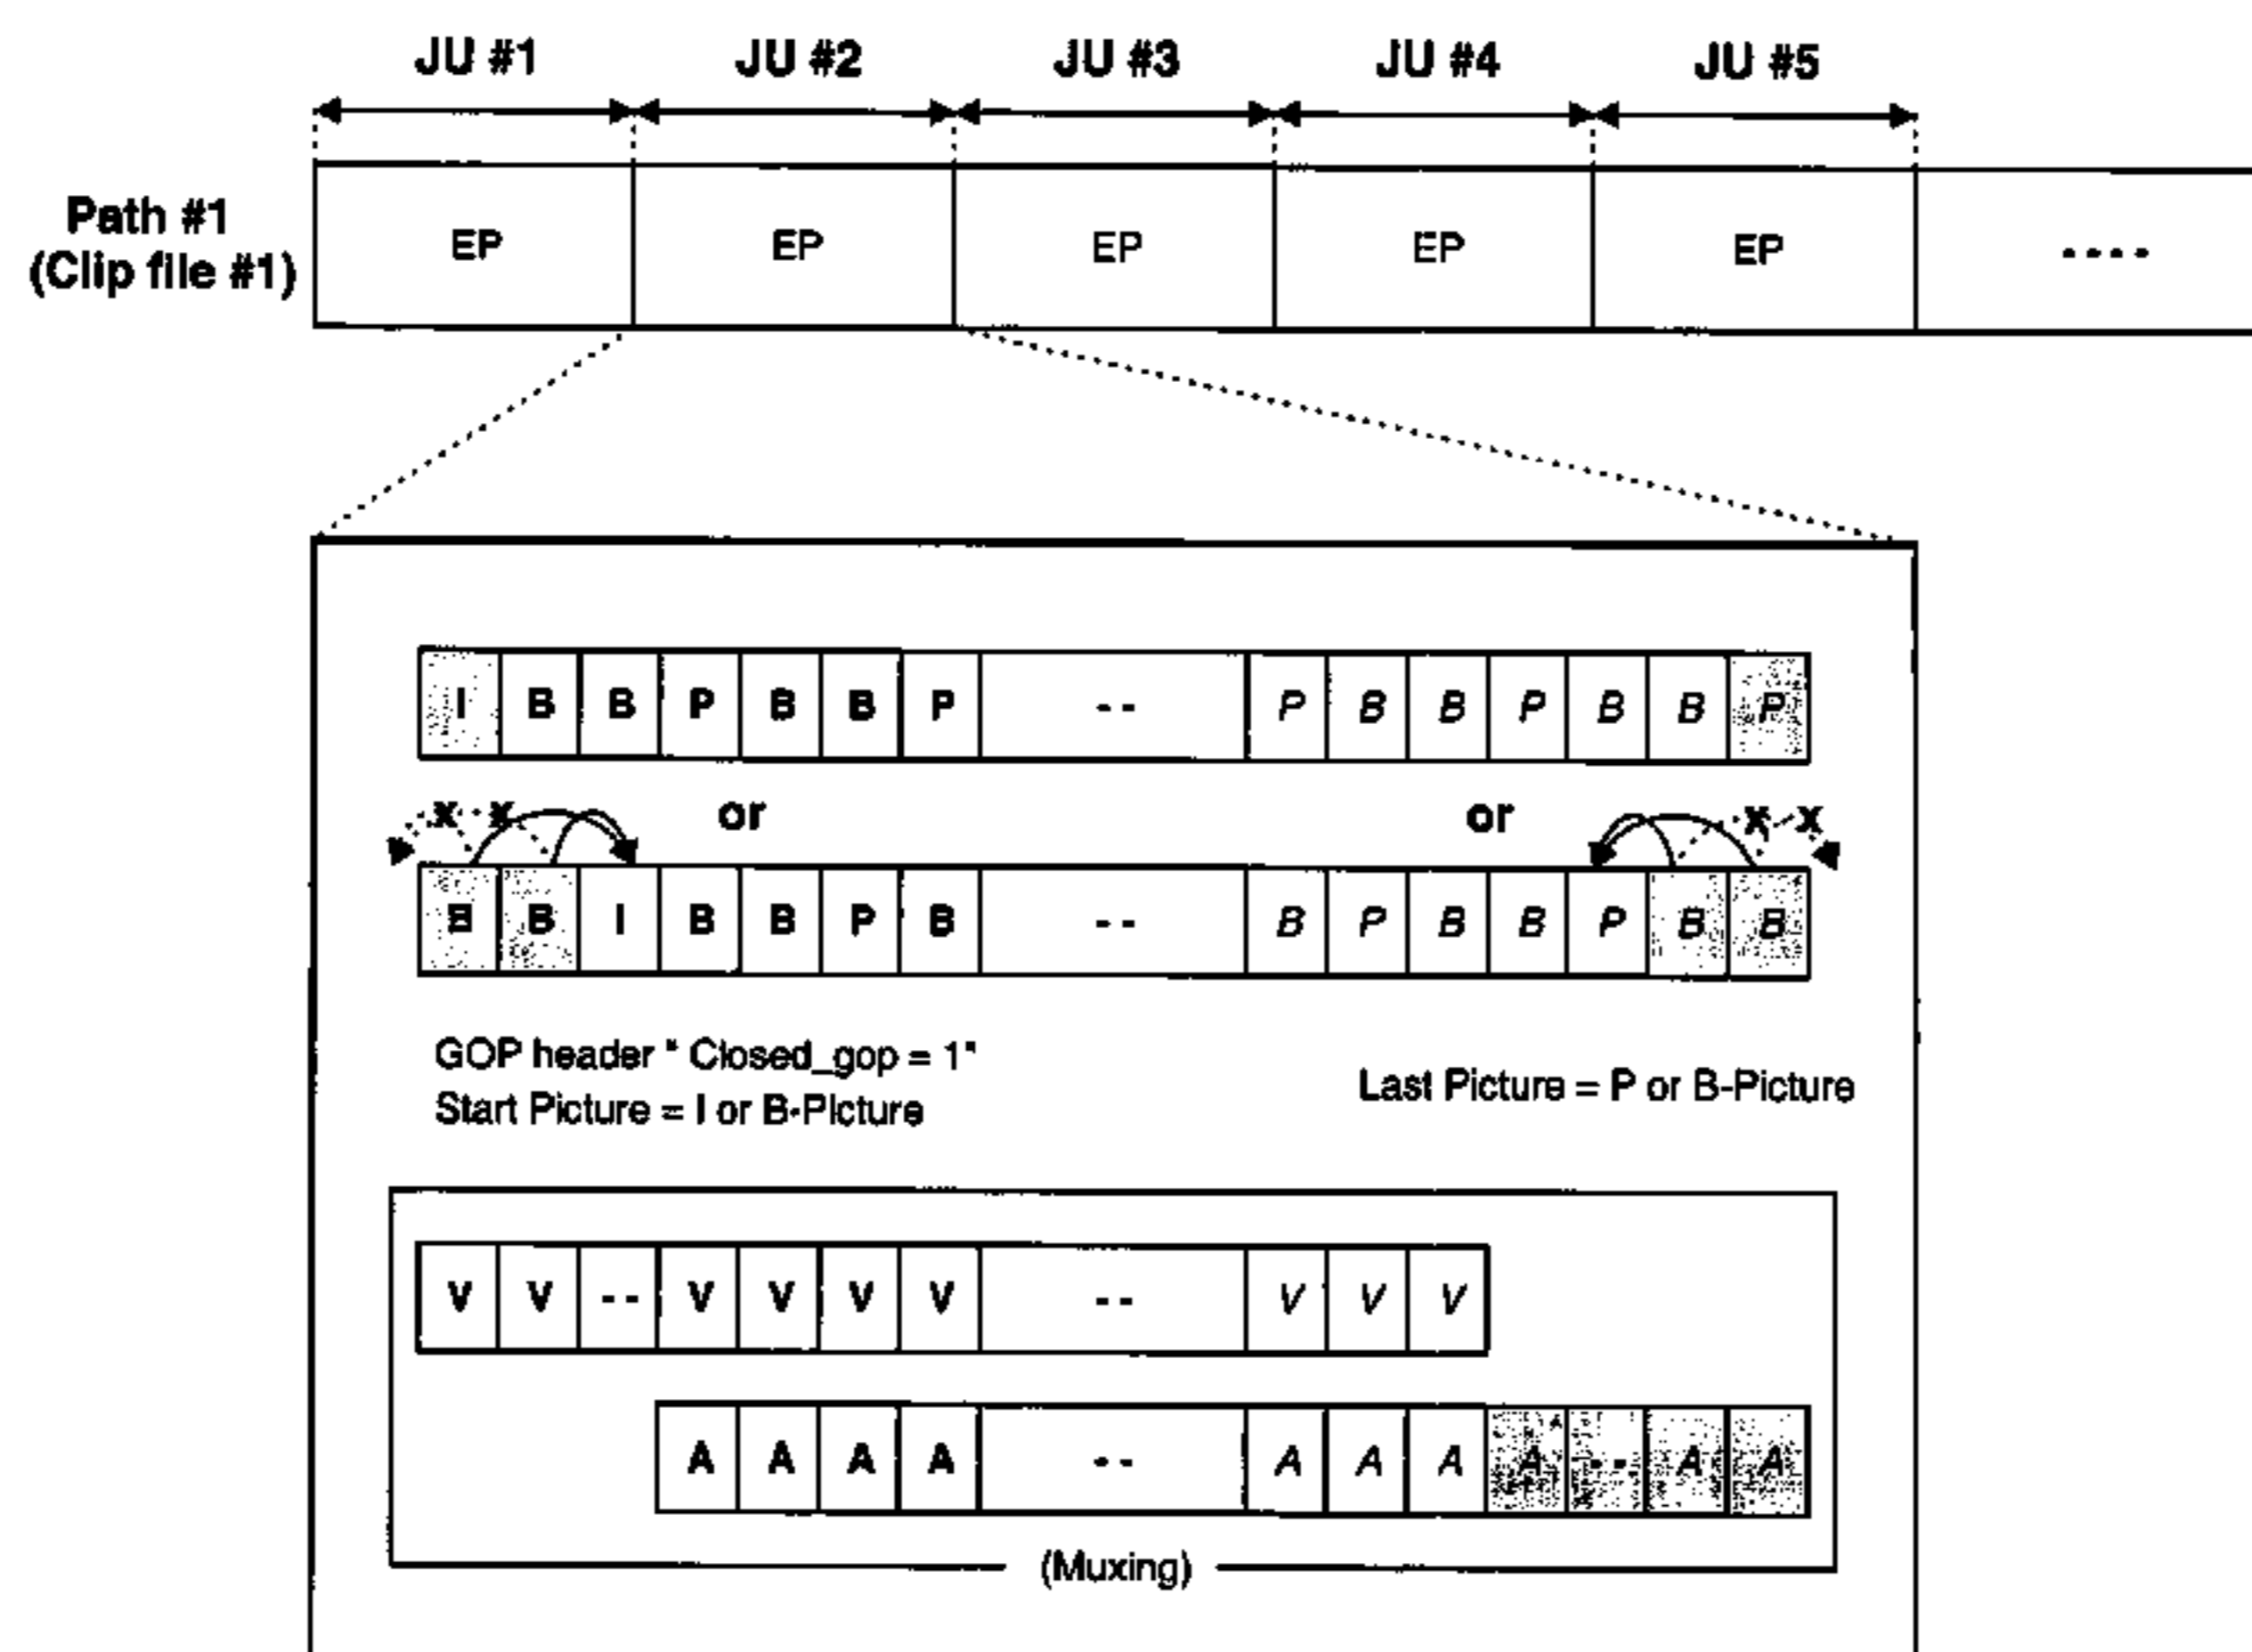 JU #1 JU #2 JU #3 JU #4 JU #5
Path #1
(Clip file #1)
EP EP EP EP EP - - - -
I B B P B B P - - P B B P B B P
x x or or x x
B B I B B P B - - B P B B P B B
GOP header " Closed_gop = 1"
Start Picture = I or B-Picture
Last Picture = P or B-Picture
V V - - V V V V - - V V V
A A A A - - A A A A - - A A
(Muxing)